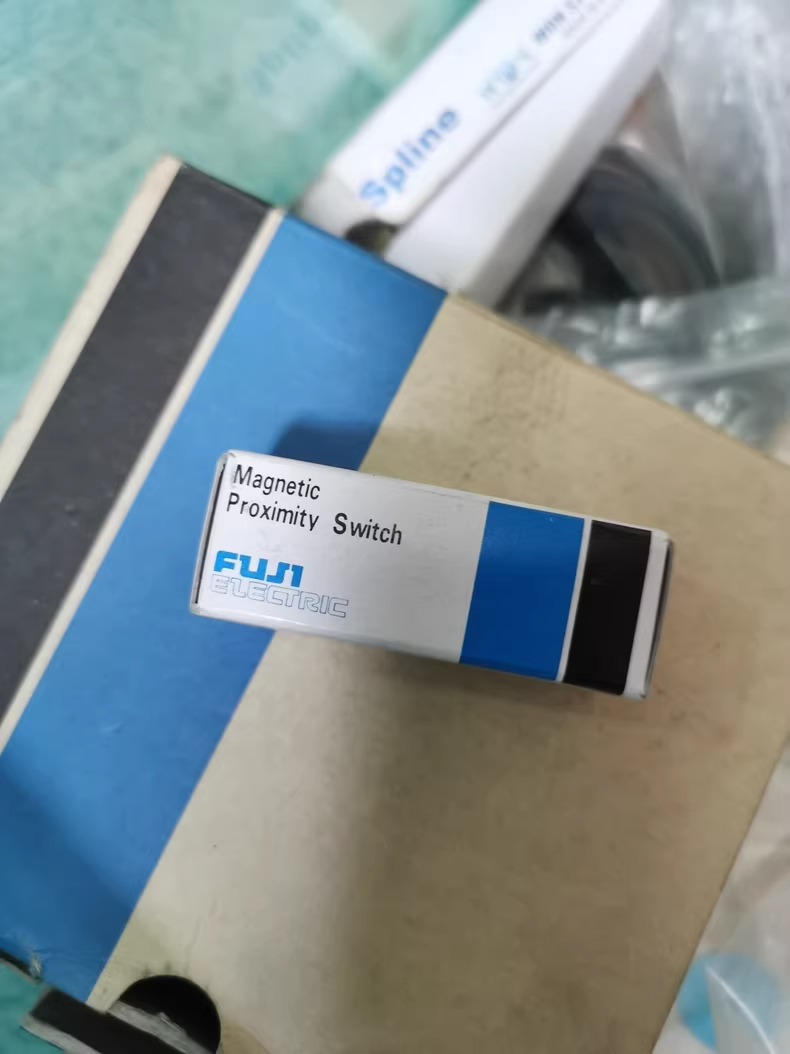 Spline
Magnetic
Proximity Switch
FUJI
ELECTRIC